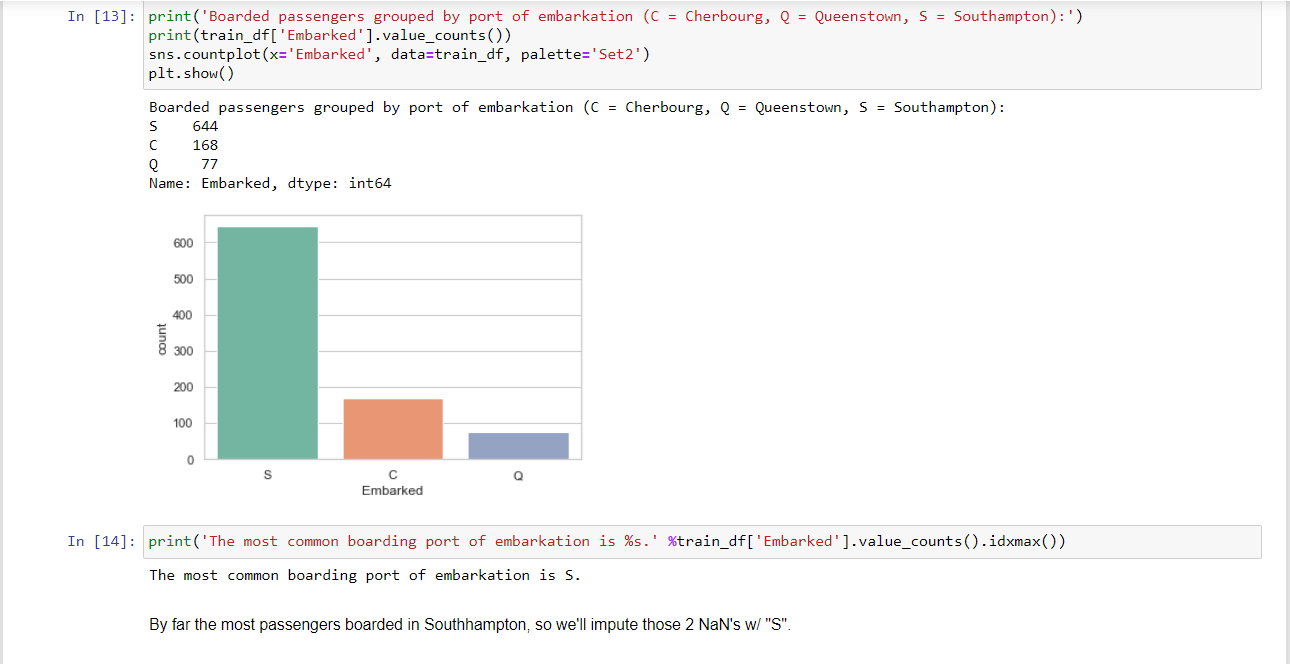 In [13]: print('Boarded passengers grouped by port of embarkation (C = Cherbourg, Q = Queenstown, S = Southampton):')
print(train_df['Embarked'].value_counts())
sns.countplot(x='Embarked', data=train_df, palette='Set2')
plt.show()
Boarded passengers grouped by port of embarkation (C = Cherbourg, Q = Queenstown, S = Southampton):
S    644
C    168
Q     77
Name: Embarked, dtype: int64
600
500
400
300
200
100
0
count
S C Q
Embarked
In [14]: print('The most common boarding port of embarkation is %s.' %train_df['Embarked'].value_counts().idxmax())
The most common boarding port of embarkation is S.
By far the most passengers boarded in Southhampton, so we'll impute those 2 NaN's w/ "S".